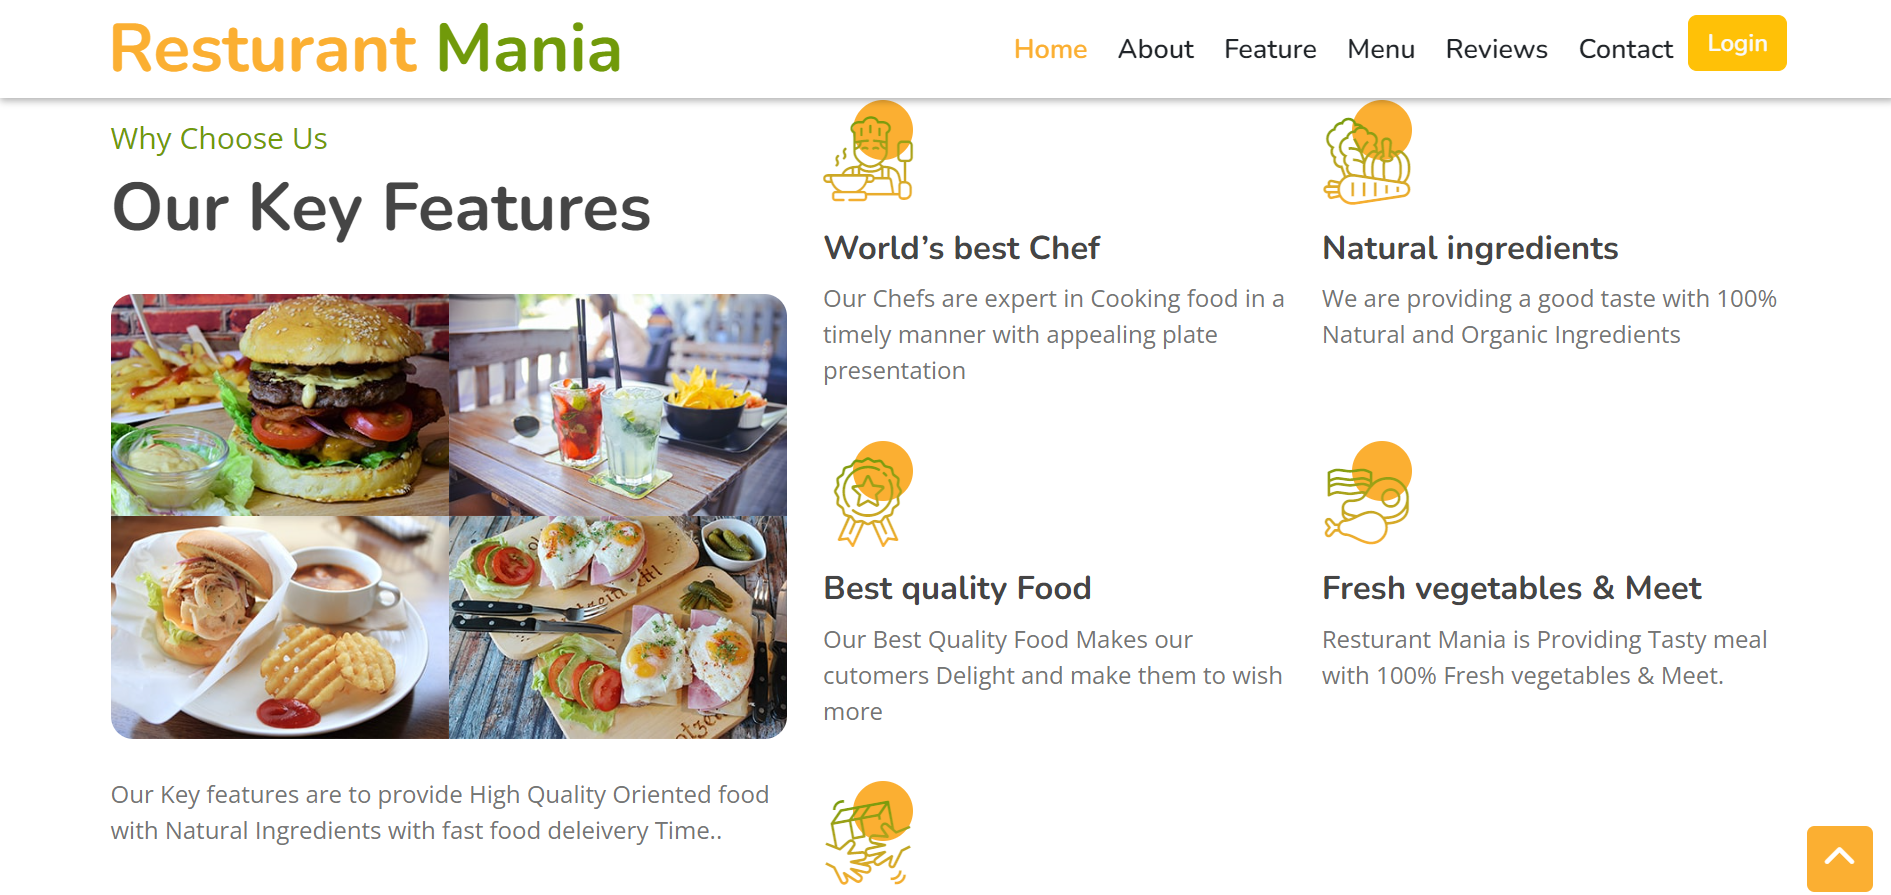 Resturant Mania
Home About Feature Menu Reviews Contact Login
Why Choose Us
Our Key Features
Our Key features are to provide High Quality Oriented food
with Natural Ingredients with fast food deleivery Time..
World’s best Chef
Our Chefs are expert in Cooking food in a
timely manner with appealing plate
presentation
Natural ingredients
We are providing a good taste with 100%
Natural and Organic Ingredients
Best quality Food
Our Best Quality Food Makes our
cutomers Delight and make them to wish
more
Fresh vegetables & Meet
Resturant Mania is Providing Tasty meal
with 100% Fresh vegetables & Meet.